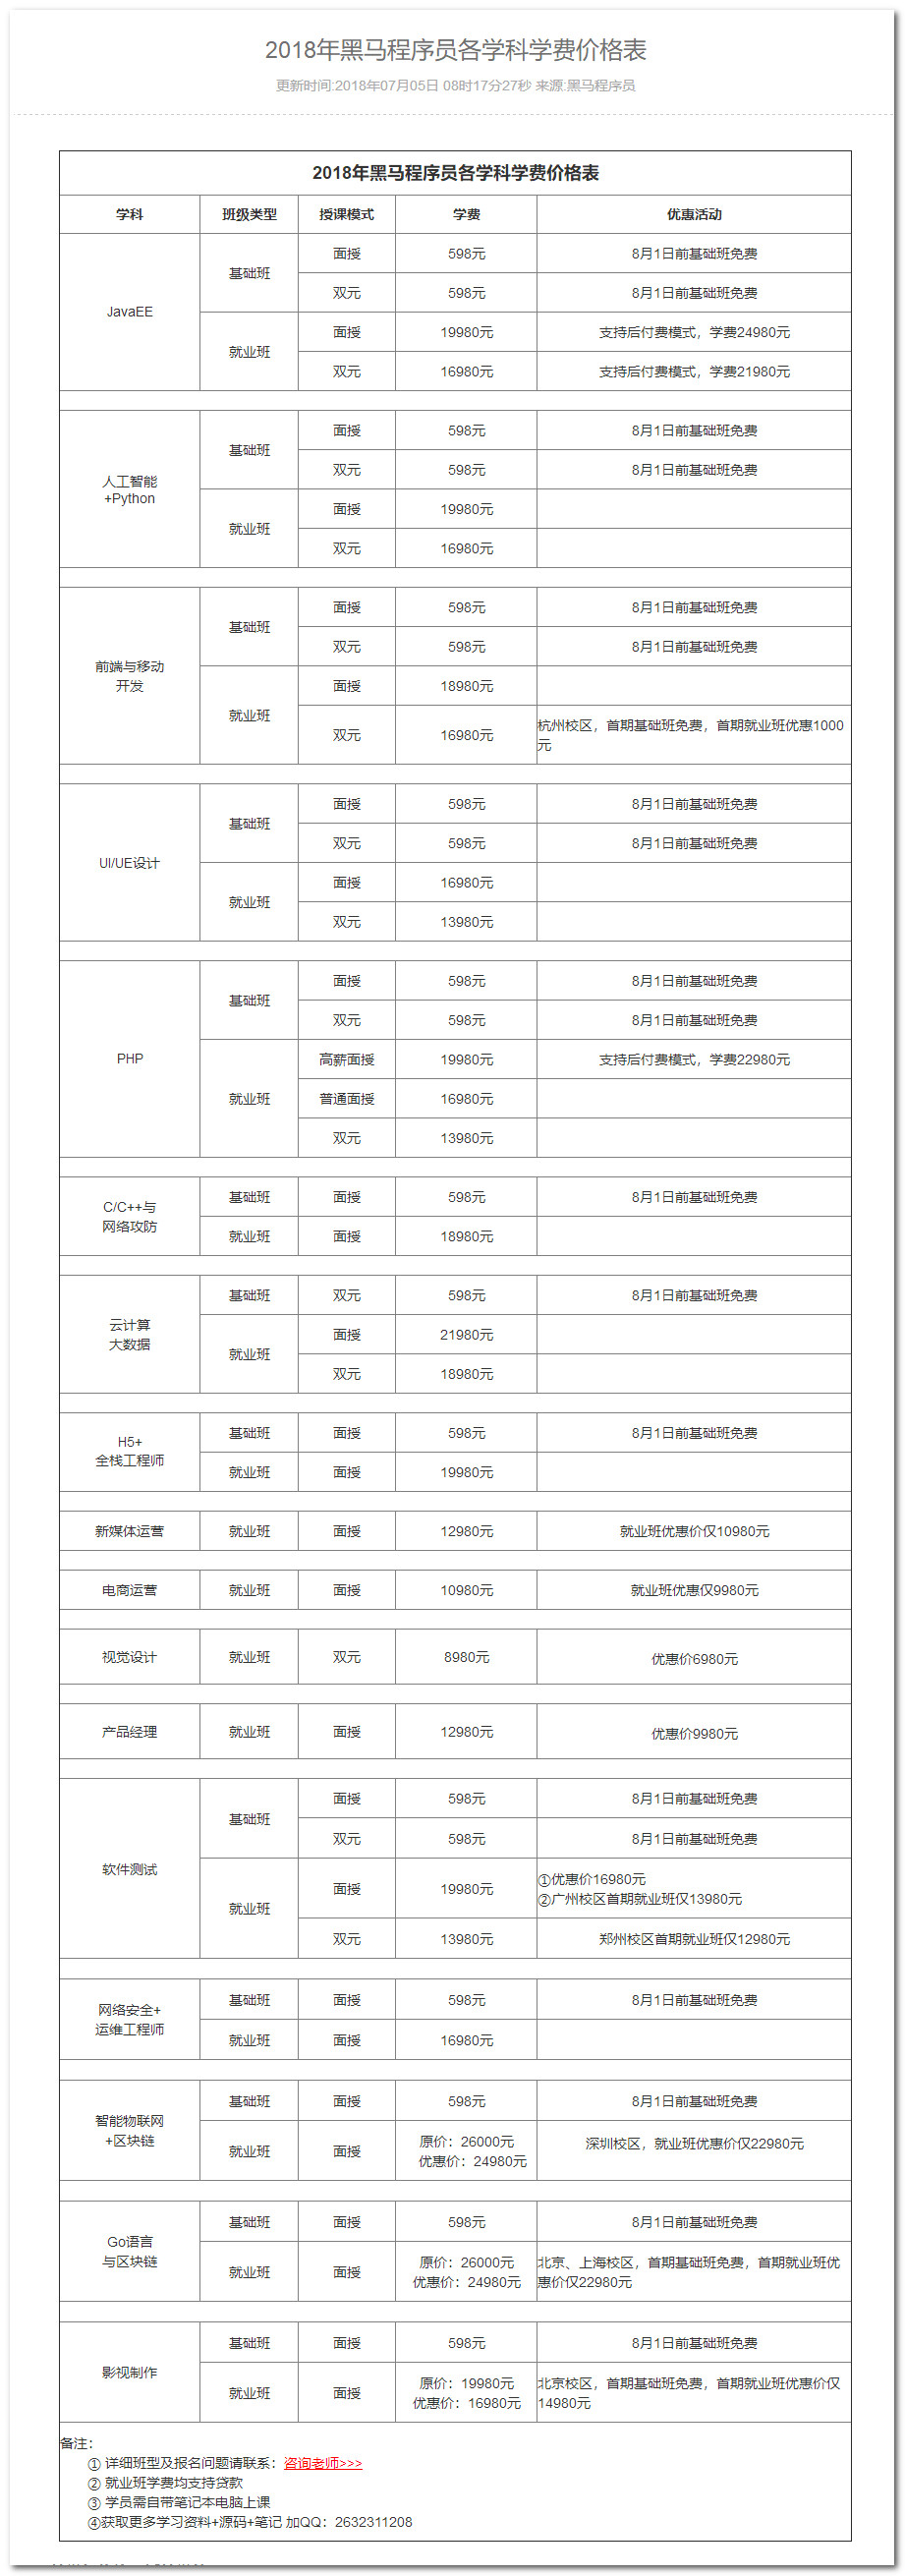 2018年黑马程序员各学科学费价格表
更新时间:2018年07月05日 08时17分27秒 来源:黑马程序员
2018年黑马程序员各学科学费价格表
学科 班级类型 授课模式 学费 优惠活动
JavaEE 基础班 面授 598元 8月1日前基础班免费
双元 598元 8月1日前基础班免费
就业班 面授 19980元 支持后付费模式，学费24980元
双元 16980元 支持后付费模式，学费21980元
人工智能
+Python
基础班 面授 598元 8月1日前基础班免费
双元 598元 8月1日前基础班免费
就业班 面授 19980元
双元 16980元
前端与移动
开发
基础班 面授 598元 8月1日前基础班免费
双元 598元 8月1日前基础班免费
就业班 面授 18980元
双元 16980元 杭州校区，首期基础班免费，首期就业班优惠1000
元
UI/UE设计 基础班 面授 598元 8月1日前基础班免费
双元 598元 8月1日前基础班免费
就业班 面授 16980元
双元 13980元
PHP 基础班 面授 598元 8月1日前基础班免费
双元 598元 8月1日前基础班免费
就业班 高薪面授 19980元 支持后付费模式，学费22980元
普通面授 16980元
双元 13980元
C/C++与
网络攻防
基础班 面授 598元 8月1日前基础班免费
就业班 面授 18980元
云计算
大数据
基础班 双元 598元 8月1日前基础班免费
就业班 面授 21980元
双元 18980元
H5+
全栈工程师
基础班 面授 598元 8月1日前基础班免费
就业班 面授 19980元
新媒体运营 就业班 面授 12980元 就业班优惠价仅10980元
电商运营 就业班 面授 10980元 就业班优惠仅9980元
视觉设计 就业班 双元 8980元 优惠价6980元
产品经理 就业班 面授 12980元 优惠价9980元
软件测试 基础班 面授 598元 8月1日前基础班免费
双元 598元 8月1日前基础班免费
就业班 面授 19980元 ①优惠价16980元
②广州校区首期就业班仅13980元
双元 13980元 郑州校区首期就业班仅12980元
网络安全+
运维工程师
基础班 面授 598元 8月1日前基础班免费
就业班 面授 16980元
智能物联网
+区块链
基础班 面授 598元 8月1日前基础班免费
就业班 面授 原价：26000元 深圳校区，就业班优惠价仅22980元
优惠价：24980元
Go语言
与区块链
基础班 面授 598元 8月1日前基础班免费
就业班 面授 原价：26000元 北京、上海校区，首期基础班免费，首期就业班优
优惠价：24980元 惠价仅22980元
影视制作 基础班 面授 598元 8月1日前基础班免费
就业班 面授 原价：19980元 北京校区，首期基础班免费，首期就业班优惠价仅
优惠价：16980元 14980元
备注：
① 详细班型及报名问题请联系：咨询老师>>>
② 就业班学费均支持贷款
③ 学员需自带笔记本电脑上课
④获取更多学习资料+源码+笔记 加QQ：2632311208